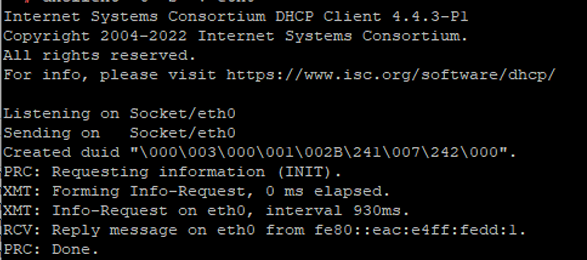 Internet Systems Consortium DHCP Client 4.4.3-P1
Copyright 2004-2022 Internet Systems Consortium.
All rights reserved.
For info, please visit https://www.isc.org/software/dhcp/
Listening on Socket/eth0
Sending on   Socket/eth0
Created duid "\000\003\000\001\002B\241\007\242\000".
PRC: Requesting information (INIT).
XMT: Forming Info-Request, 0 ms elapsed.
XMT: Info-Request on eth0, interval 930ms.
RCV: Reply message on eth0 from fe80::eac:e4ff:fedd:1.
PRC: Done.